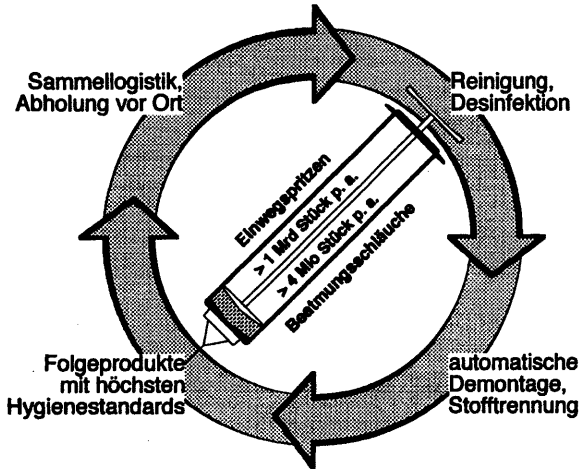 Sammellogistik,
Abholung vor Ort
Reinigung,
Desinfektion
Einwegspritzen
> 1 Mrd Stück p. a.
> 4 Mio Stück p. a.
Beatmungsschläuche
Folgeprodukte
mit höchsten
Hygienestandards
automatische
Demontage,
Stofftrennung